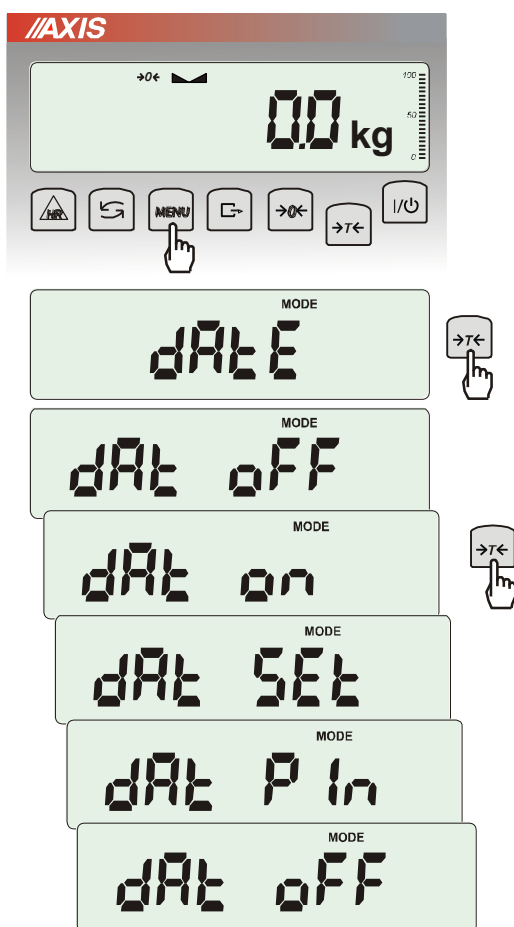 //AXIS
→0←
100
50
0
0.0 kg
HR MENU →0← →T← I/⏻
MODE
dAtE
→T←
MODE
dAt oFF
MODE
dAt on
→T←
MODE
dAt SEt
MODE
dAt PIn
MODE
dAt oFF